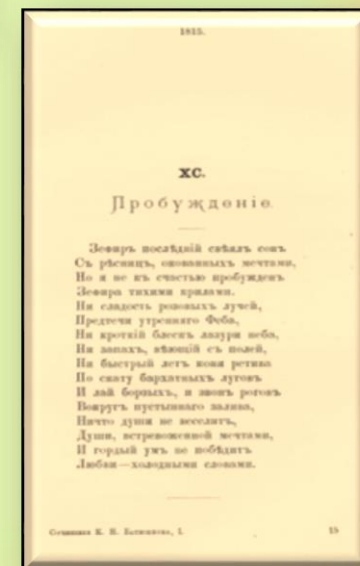 1815.
XC.
Пробужденіе.
Зефиръ послѣдній свѣялъ сонъ
Съ рѣсницъ, окованныхъ мечтами,
Но я не къ счастью пробужденъ
Зефира тихими крилами.
Ни сладость розовыхъ лучей,
Предтечи утренняго Феба,
Ни кроткій блескъ лазури неба,
Ни запахъ, вѣющій съ полей,
Ни быстрый летъ коня ретива
По скату бархатныхъ луговъ
И лай борзыхъ, и звонъ роговъ
Вокругъ пустыннаго залива,
Ничто души не веселитъ,
Души, встревоженной мечтами,
И гордый умъ не побѣдитъ
Любви—холодными словами.
Сочиненія К. Н. Батюшкова, I.
15